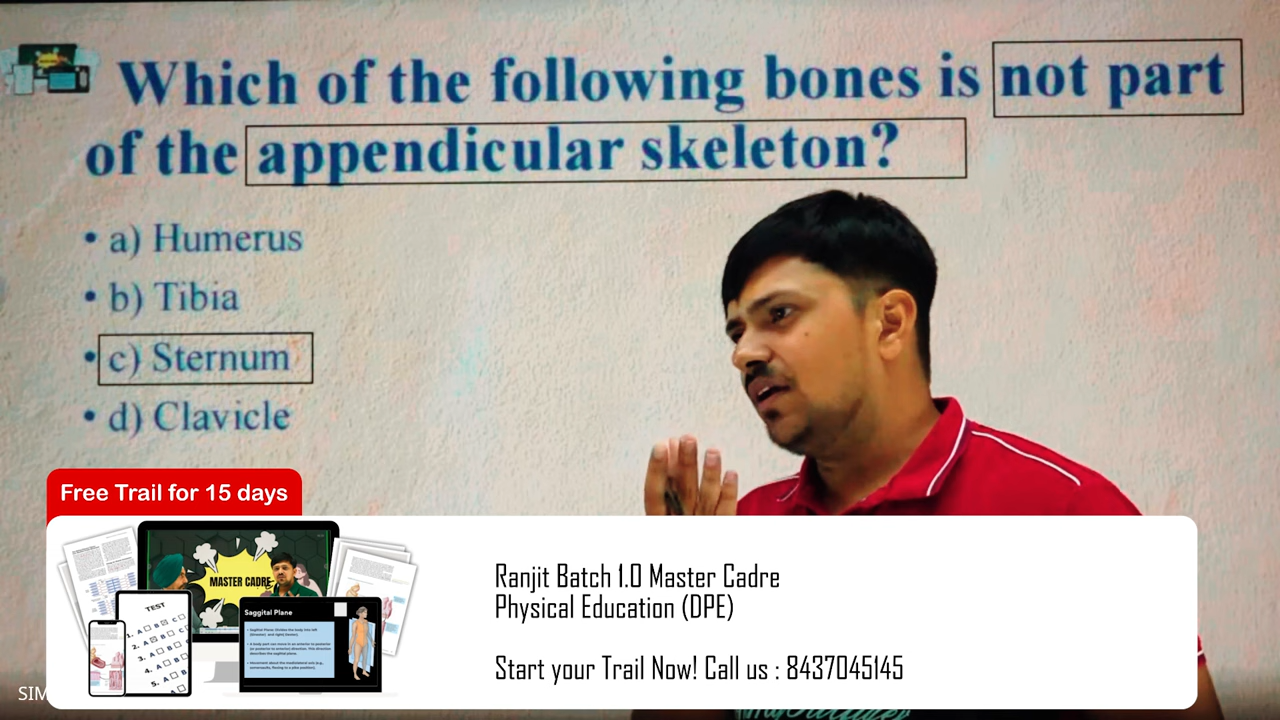 Which of the following bones is not part
of the appendicular skeleton?
• a) Humerus
• b) Tibia
• c) Sternum
• d) Clavicle
Free Trail for 15 days
MASTER CADRE
TEST
Saggital Plane
Ranjit Batch 1.0 Master Cadre
Physical Education (DPE)
Start your Trail Now! Call us : 8437045145
SIM